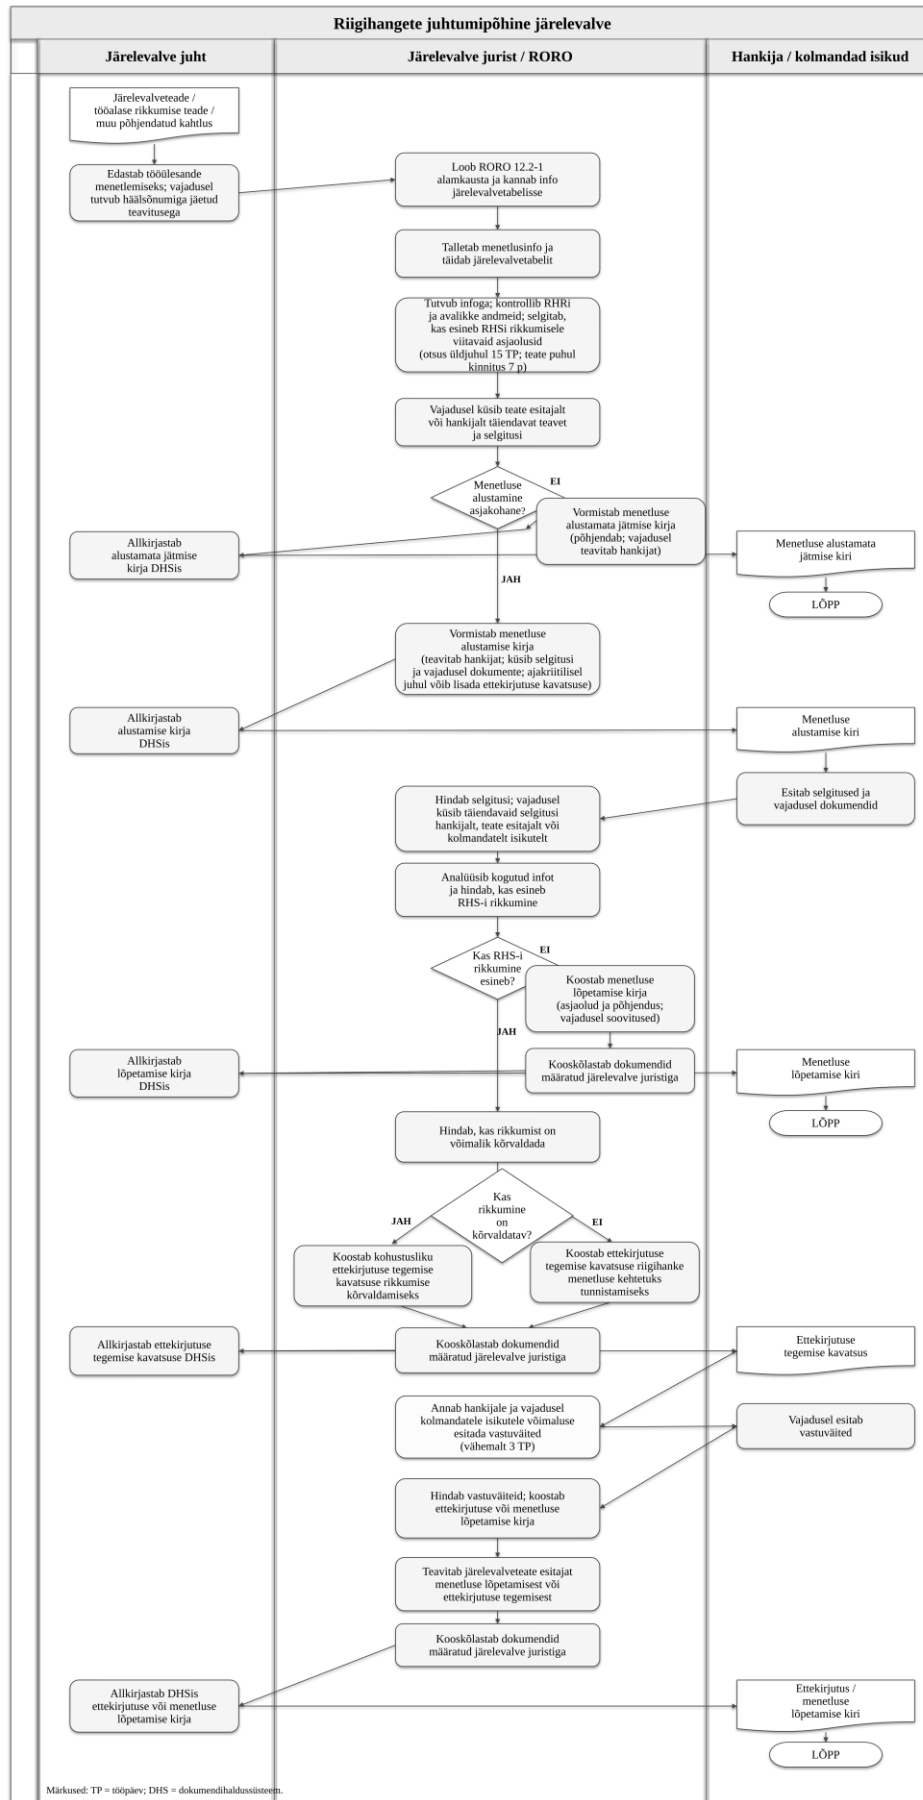 Riigihangete juhtumipõhine järelevalve
Järelevalve juht
Järelevalve jurist / RORO
Hankija / kolmandad isikud
Järelevalveteade /
tööalase rikkumise teade /
muu põhjendatud kahtlus
Edastab tööülesande
menetlemiseks; vajadusel
tutvub häälsõnumiga jäetud
teavitusega
Loob RORO 12.2-1
alamkausta ja kannab info
järelevalvetabelisse
Talletab menetlusinfo ja
täidab järelevalvetabelit
Tutvub infoga; kontrollib RHRi
ja avalikke andmeid; selgitab,
kas esineb RHSi rikkumisele
viitavaid asjaolusid
(otsus üldjuhul 15 TP; teate puhul
kinnitus 7 p)
Vajadusel küsib teate esitajalt
või hankijalt täiendavat teavet
ja selgitusi
Menetluse
alustamine
asjakohane?
EI
Vormistab menetluse
alustamata jätmise kirja
(põhjendab; vajadusel
teavitab hankijat)
Allkirjastab
alustamata jätmise
kirja DHSis
Menetluse alustamata
jätmise kiri
LÕPP
JAH
Vormistab menetluse
alustamise kirja
(teavitab hankijat; küsib selgitusi
ja vajadusel dokumente; ajakriitilisel
juhul võib lisada ettekirjutuse kavatsuse)
Allkirjastab
alustamise kirja
DHSis
Menetluse
alustamise kiri
Esitab selgitused ja
vajadusel dokumendid
Hindab selgitusi; vajadusel
küsib täiendavaid selgitusi
hankijalt, teate esitajalt või
kolmandatelt isikutelt
Analüüsib kogutud infot
ja hindab, kas esineb
RHS-i rikkumine
Kas RHS-i
rikkumine
esineb?
EI
Koostab menetluse
lõpetamise kirja
(asjaolud ja põhjendus;
vajadusel soovitused)
JAH
Allkirjastab
lõpetamise kirja
DHSis
Kooskõlastab dokumendid
määratud järelevalve juristiga
Menetluse
lõpetamise kiri
LÕPP
Hindab, kas rikkumist on
võimalik kõrvaldada
Kas
rikkumine
on
kõrvaldatav?
JAH
EI
Koostab kohustusliku
ettekirjutuse tegemise
kavatsuse rikkumise
kõrvaldamiseks
Koostab ettekirjutuse
tegemise kavatsuse riigihanke
menetluse kehtetuks
tunnistamiseks
Allkirjastab ettekirjutuse
tegemise kavatsuse DHSis
Kooskõlastab dokumendid
määratud järelevalve juristiga
Ettekirjutuse
tegemise kavatsus
Annab hankijale ja vajadusel
kolmandatele isikutele võimaluse
esitada vastuväited
(vähemalt 3 TP)
Vajadusel esitab
vastuväited
Hindab vastuväiteid; koostab
ettekirjutuse või menetluse
lõpetamise kirja
Teavitab järelevalveteate esitajat
menetluse lõpetamisest või
ettekirjutuse tegemisest
Kooskõlastab dokumendid
määratud järelevalve juristiga
Allkirjastab DHSis
ettekirjutuse või menetluse
lõpetamise kirja
Ettekirjutus /
menetluse
lõpetamise kiri
LÕPP
Märkused: TP = tööpäev; DHS = dokumendihaldussüsteem.